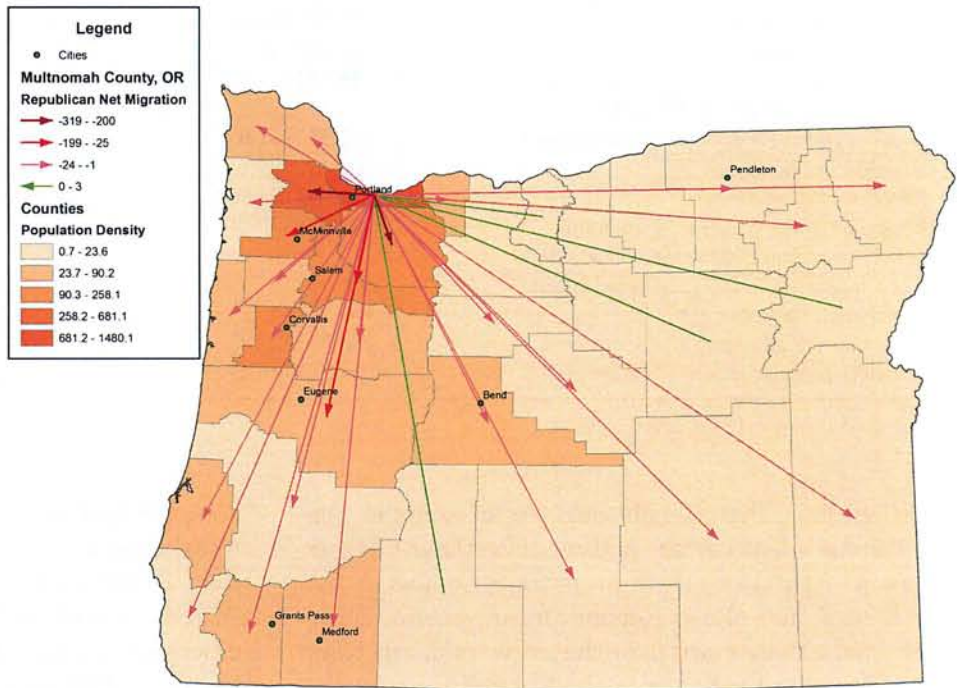 Legend
Cities
Multnomah County, OR
Republican Net Migration
-319 - -200
-199 - -25
-24 - -1
0 - 3
Counties
Population Density
0.7 - 23.6
23.7 - 90.2
90.3 - 258.1
258.2 - 681.1
681.2 - 1480.1
Pendleton
Portland
McMinnville
Salem
Corvallis
Eugene
Bend
Grants Pass
Medford